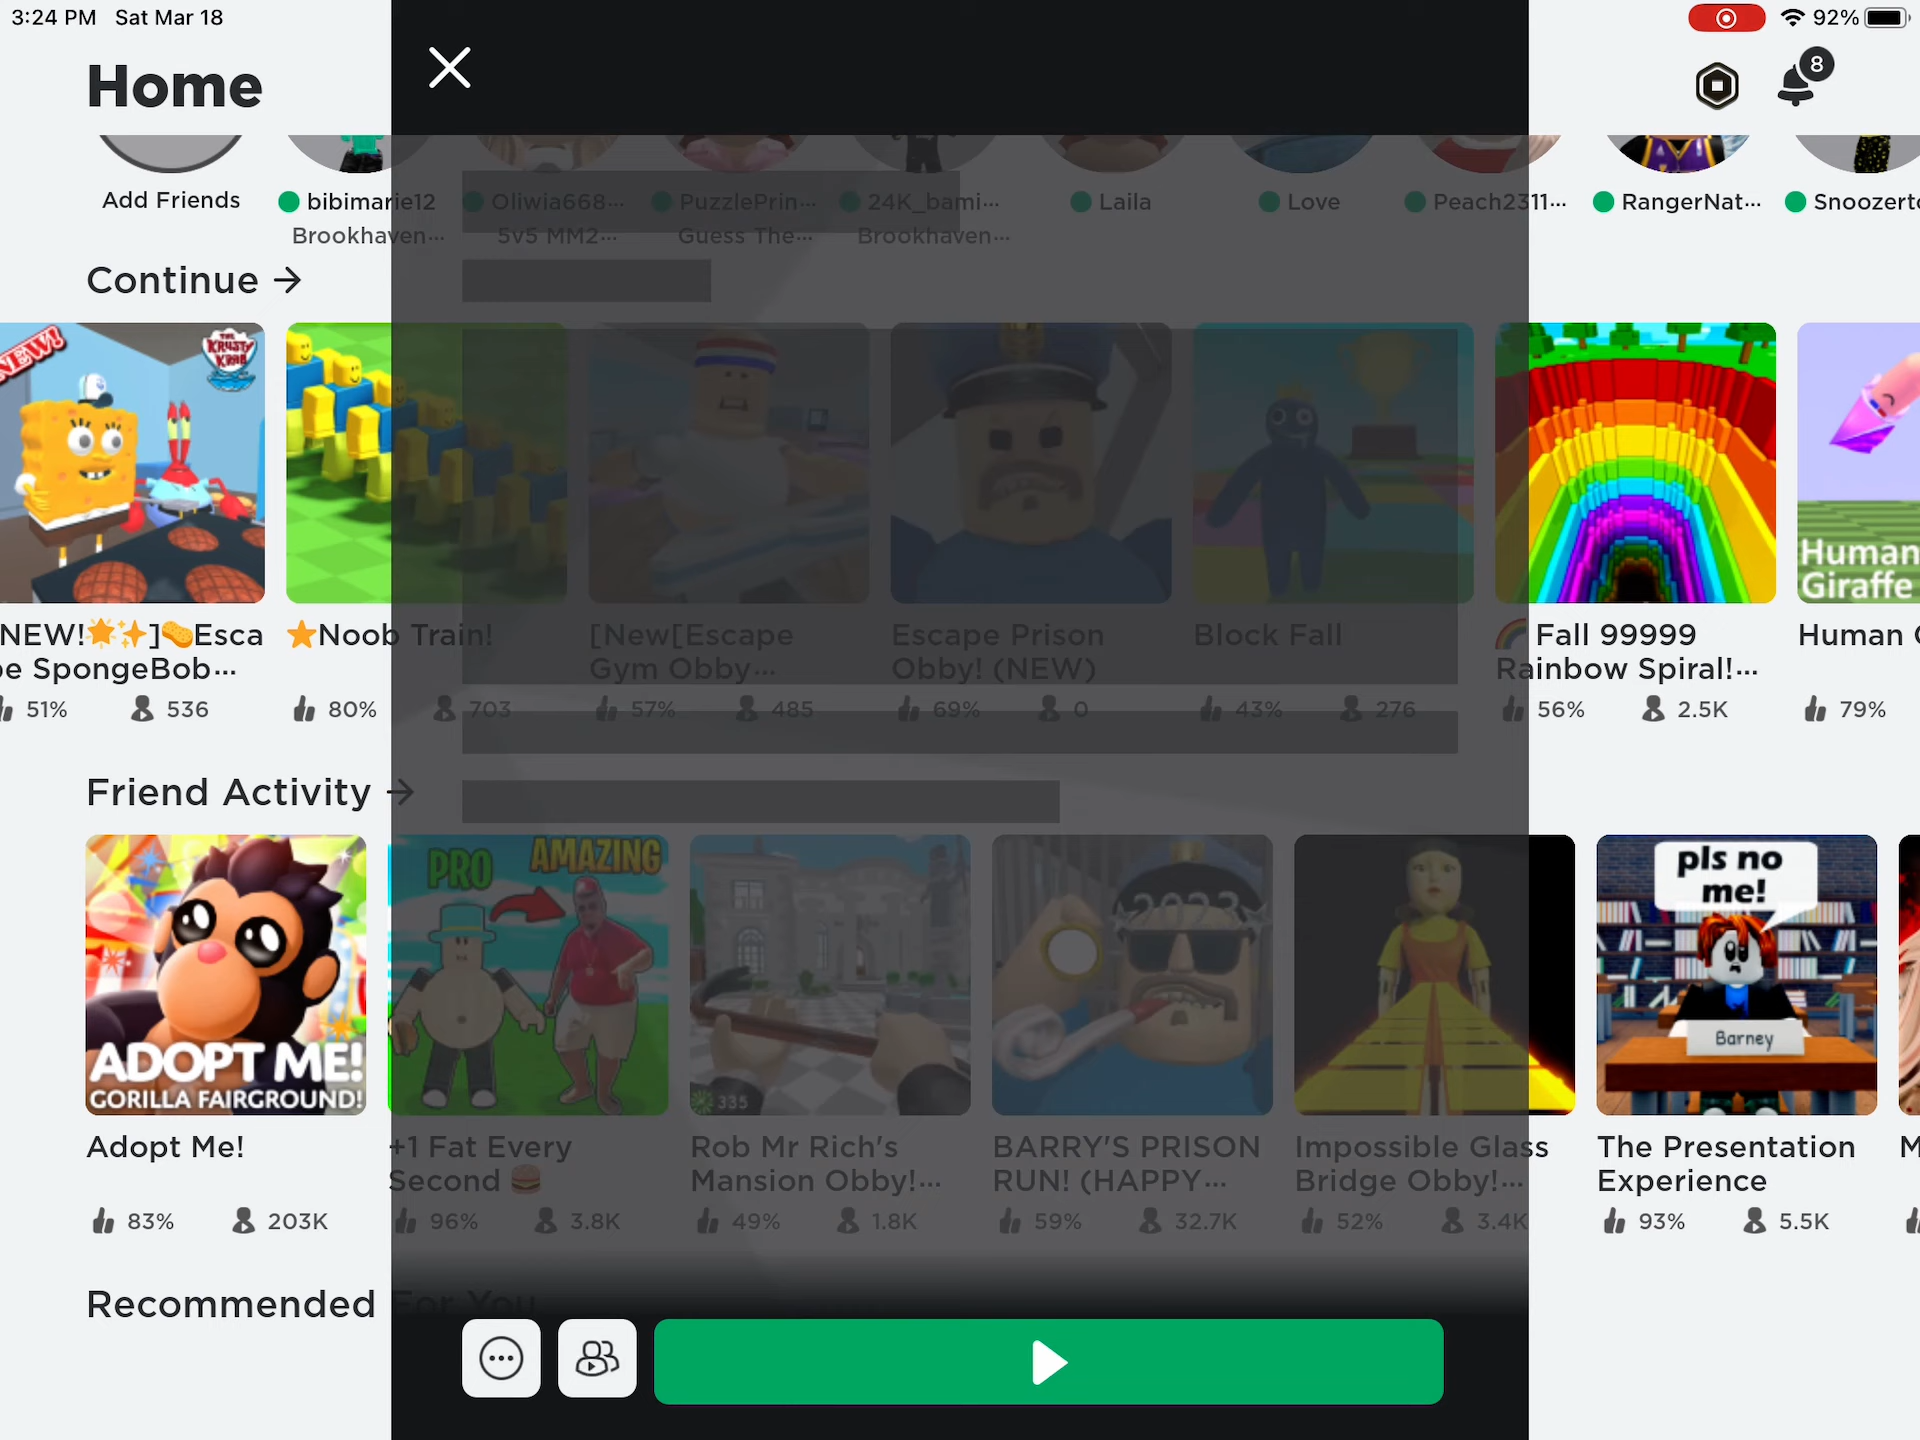 3:24 PM Sat Mar 18
92%
Home
8
Add Friends
bibimarie12
Oliwia668...
PuzzlePrin...
24K_bami...
Laila
Love
Peach2311...
RangerNat...
Snoozerto
Brookhaven...
5v5 MM2...
Guess The...
Brookhaven...
Continue →
NEW!
THE KRUSTY KRAB
Human
Giraffe
NEW!🌟✨]🧽Esca
pe SpongeBob...
⭐Noob Train!
[New[Escape
Gym Obby...
Escape Prison
Obby! (NEW)
Block Fall
🌈 Fall 99999
Rainbow Spiral!...
Human
51% 536
80% 703
57% 485
69% 0
43% 276
56% 2.5K
79%
Friend Activity →
ADOPT ME!
GORILLA FAIRGROUND!
PRO
AMAZING
335
2023
pls no
me!
Barney
Adopt Me!
+1 Fat Every
Second 🍔
Rob Mr Rich's
Mansion Obby!...
BARRY'S PRISON
RUN! (HAPPY...
Impossible Glass
Bridge Obby!...
The Presentation
Experience
M
83% 203K
96% 3.8K
49% 1.8K
59% 32.7K
52% 3.4K
93% 5.5K
Recommended For You